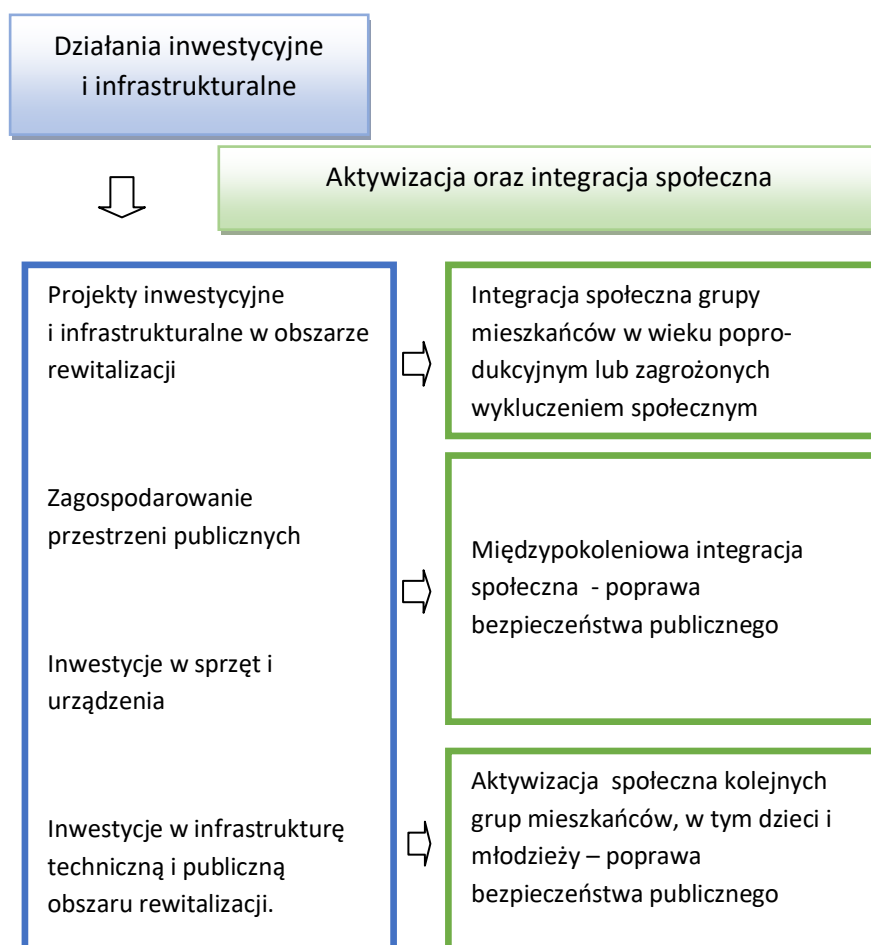 Działania inwestycyjne
i infrastrukturalne
Aktywizacja oraz integracja społeczna
Projekty inwestycyjne
i infrastrukturalne w obszarze
rewitalizacji
Zagospodarowanie
przestrzeni publicznych
Inwestycje w sprzęt i
urządzenia
Inwestycje w infrastrukturę
techniczną i publiczną
obszaru rewitalizacji.
Integracja społeczna grupy
mieszkańców w wieku popro-
dukcyjnym lub zagrożonych
wykluczeniem społecznym
Międzypokoleniowa integracja
społeczna - poprawa
bezpieczeństwa publicznego
Aktywizacja społeczna kolejnych
grup mieszkańców, w tym dzieci i
młodzieży – poprawa
bezpieczeństwa publicznego